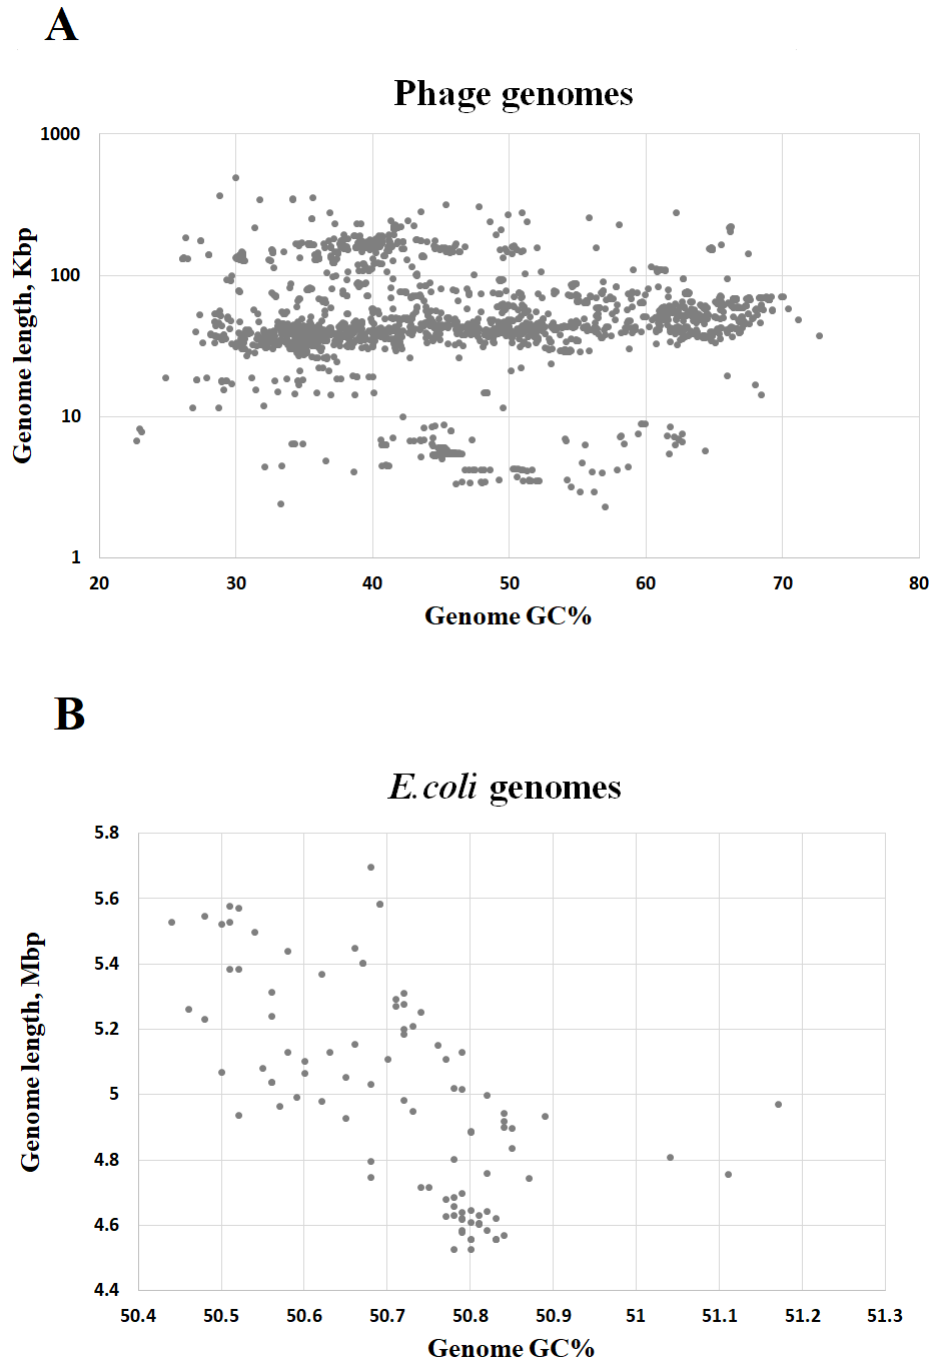 A
Phage genomes
1000
100
10
1
Genome length, Kbp
20 30 40 50 60 70 80
Genome GC%
B
E.coli genomes
5.8
5.6
5.4
5.2
5
4.8
4.6
4.4
Genome length, Mbp
50.4 50.5 50.6 50.7 50.8 50.9 51 51.1 51.2 51.3
Genome GC%